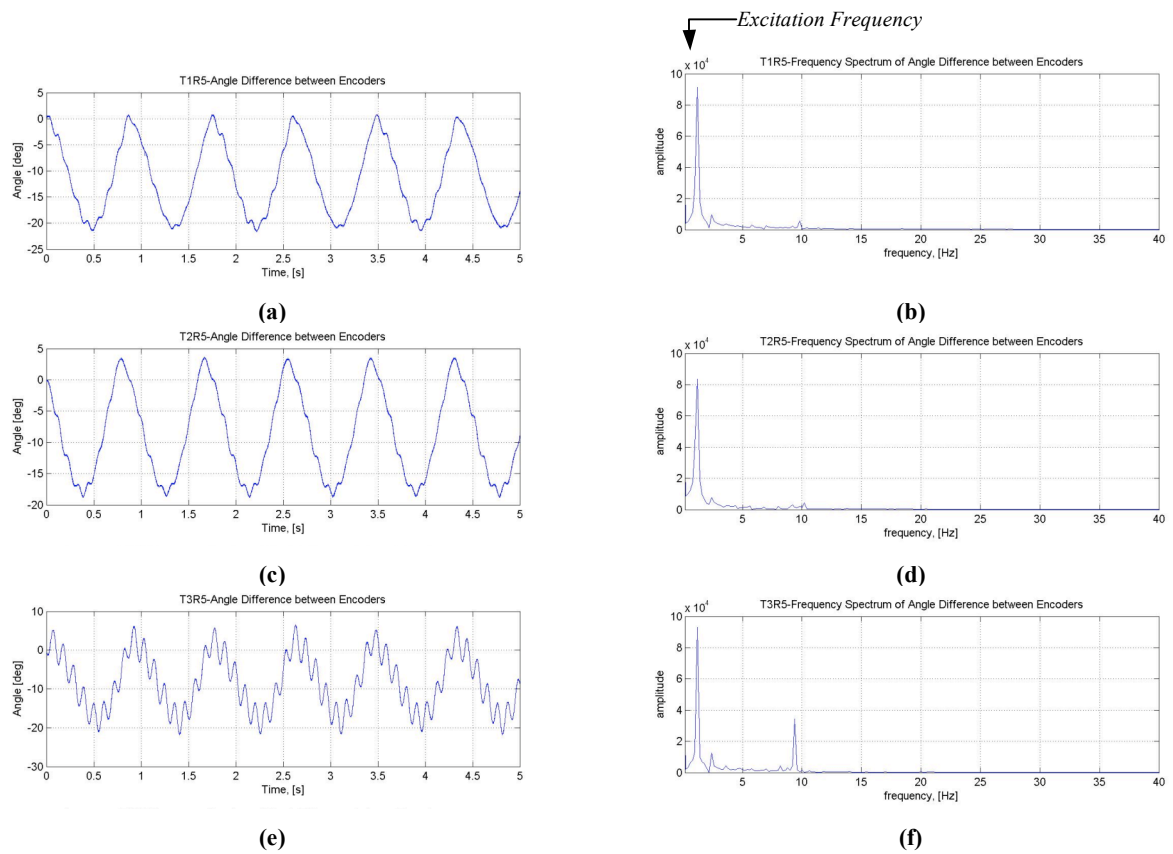 Excitation Frequency
T1R5-Angle Difference between Encoders
Angle [deg]
5
0
-5
-10
-15
-20
-25
0 0.5 1 1.5 2 2.5 3 3.5 4 4.5 5
Time, [s]
(a)
T1R5-Frequency Spectrum of Angle Difference between Encoders
x 10^4
amplitude
10
8
6
4
2
0
5 10 15 20 25 30 35 40
frequency, [Hz]
(b)
T2R5-Angle Difference between Encoders
Angle [deg]
5
0
-5
-10
-15
-20
0 0.5 1 1.5 2 2.5 3 3.5 4 4.5 5
Time, [s]
(c)
T2R5-Frequency Spectrum of Angle Difference between Encoders
x 10^4
amplitude
10
8
6
4
2
0
5 10 15 20 25 30 35 40
frequency, [Hz]
(d)
T3R5-Angle Difference between Encoders
Angle [deg]
10
0
-10
-20
-30
0 0.5 1 1.5 2 2.5 3 3.5 4 4.5 5
Time, [s]
(e)
T3R5-Frequency Spectrum of Angle Difference between Encoders
x 10^4
amplitude
10
8
6
4
2
0
5 10 15 20 25 30 35 40
frequency, [Hz]
(f)